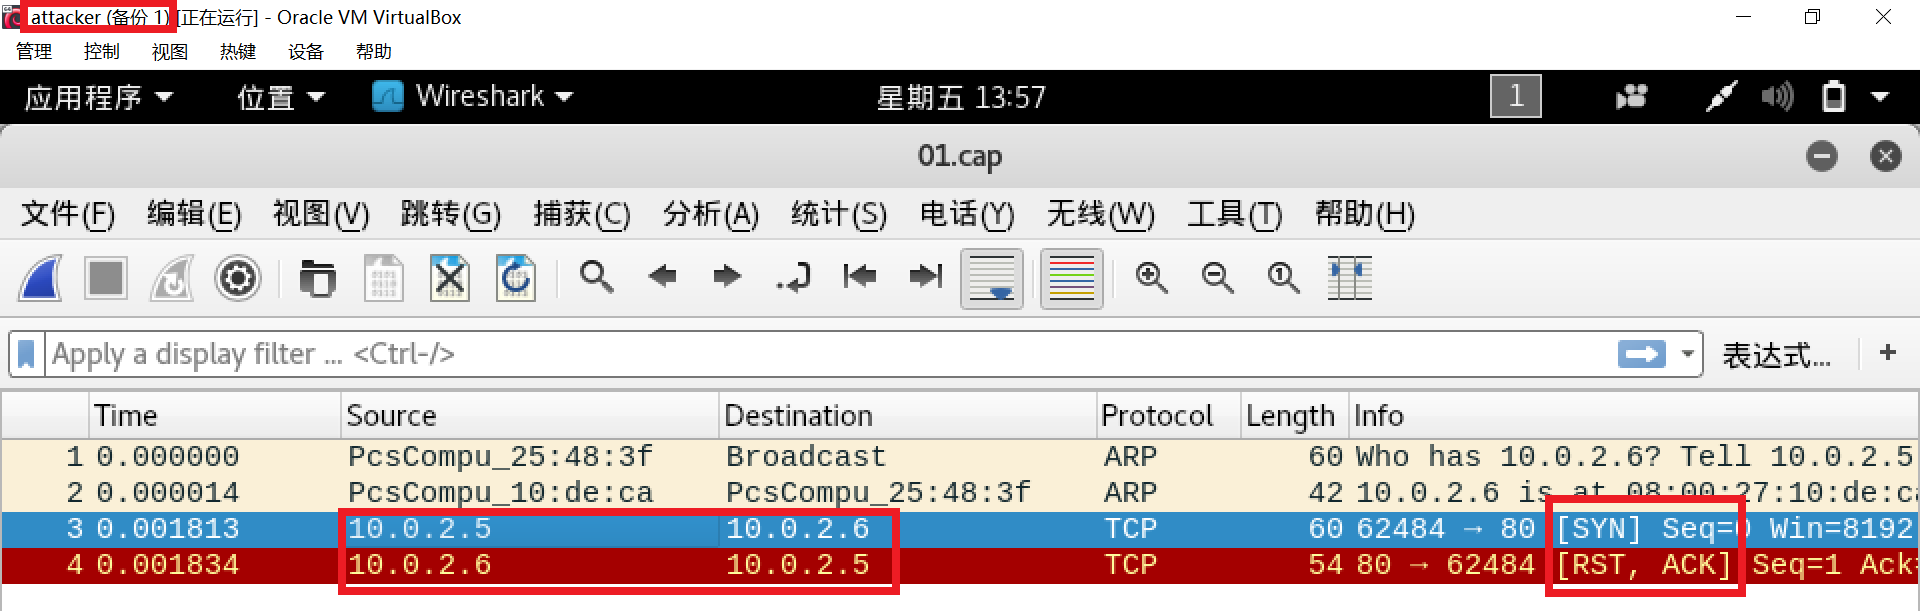 attacker (备份 1) [正在运行] - Oracle VM VirtualBox
管理 控制 视图 热键 设备 帮助
应用程序 位置 Wireshark 星期五 13:57 1
01.cap
文件(F) 编辑(E) 视图(V) 跳转(G) 捕获(C) 分析(A) 统计(S) 电话(Y) 无线(W) 工具(T) 帮助(H)
Apply a display filter ... <Ctrl-/> 表达式... +
Time Source Destination Protocol Length Info
1 0.000000 PcsCompu_25:48:3f Broadcast ARP 60 Who has 10.0.2.6? Tell 10.0.2.5
2 0.000014 PcsCompu_10:de:ca PcsCompu_25:48:3f ARP 42 10.0.2.6 is at 08:00:27:10:de:ca
3 0.001813 10.0.2.5 10.0.2.6 TCP 60 62484 → 80 [SYN] Seq=0 Win=8192
4 0.001834 10.0.2.6 10.0.2.5 TCP 54 80 → 62484 [RST, ACK] Seq=1 Ack=